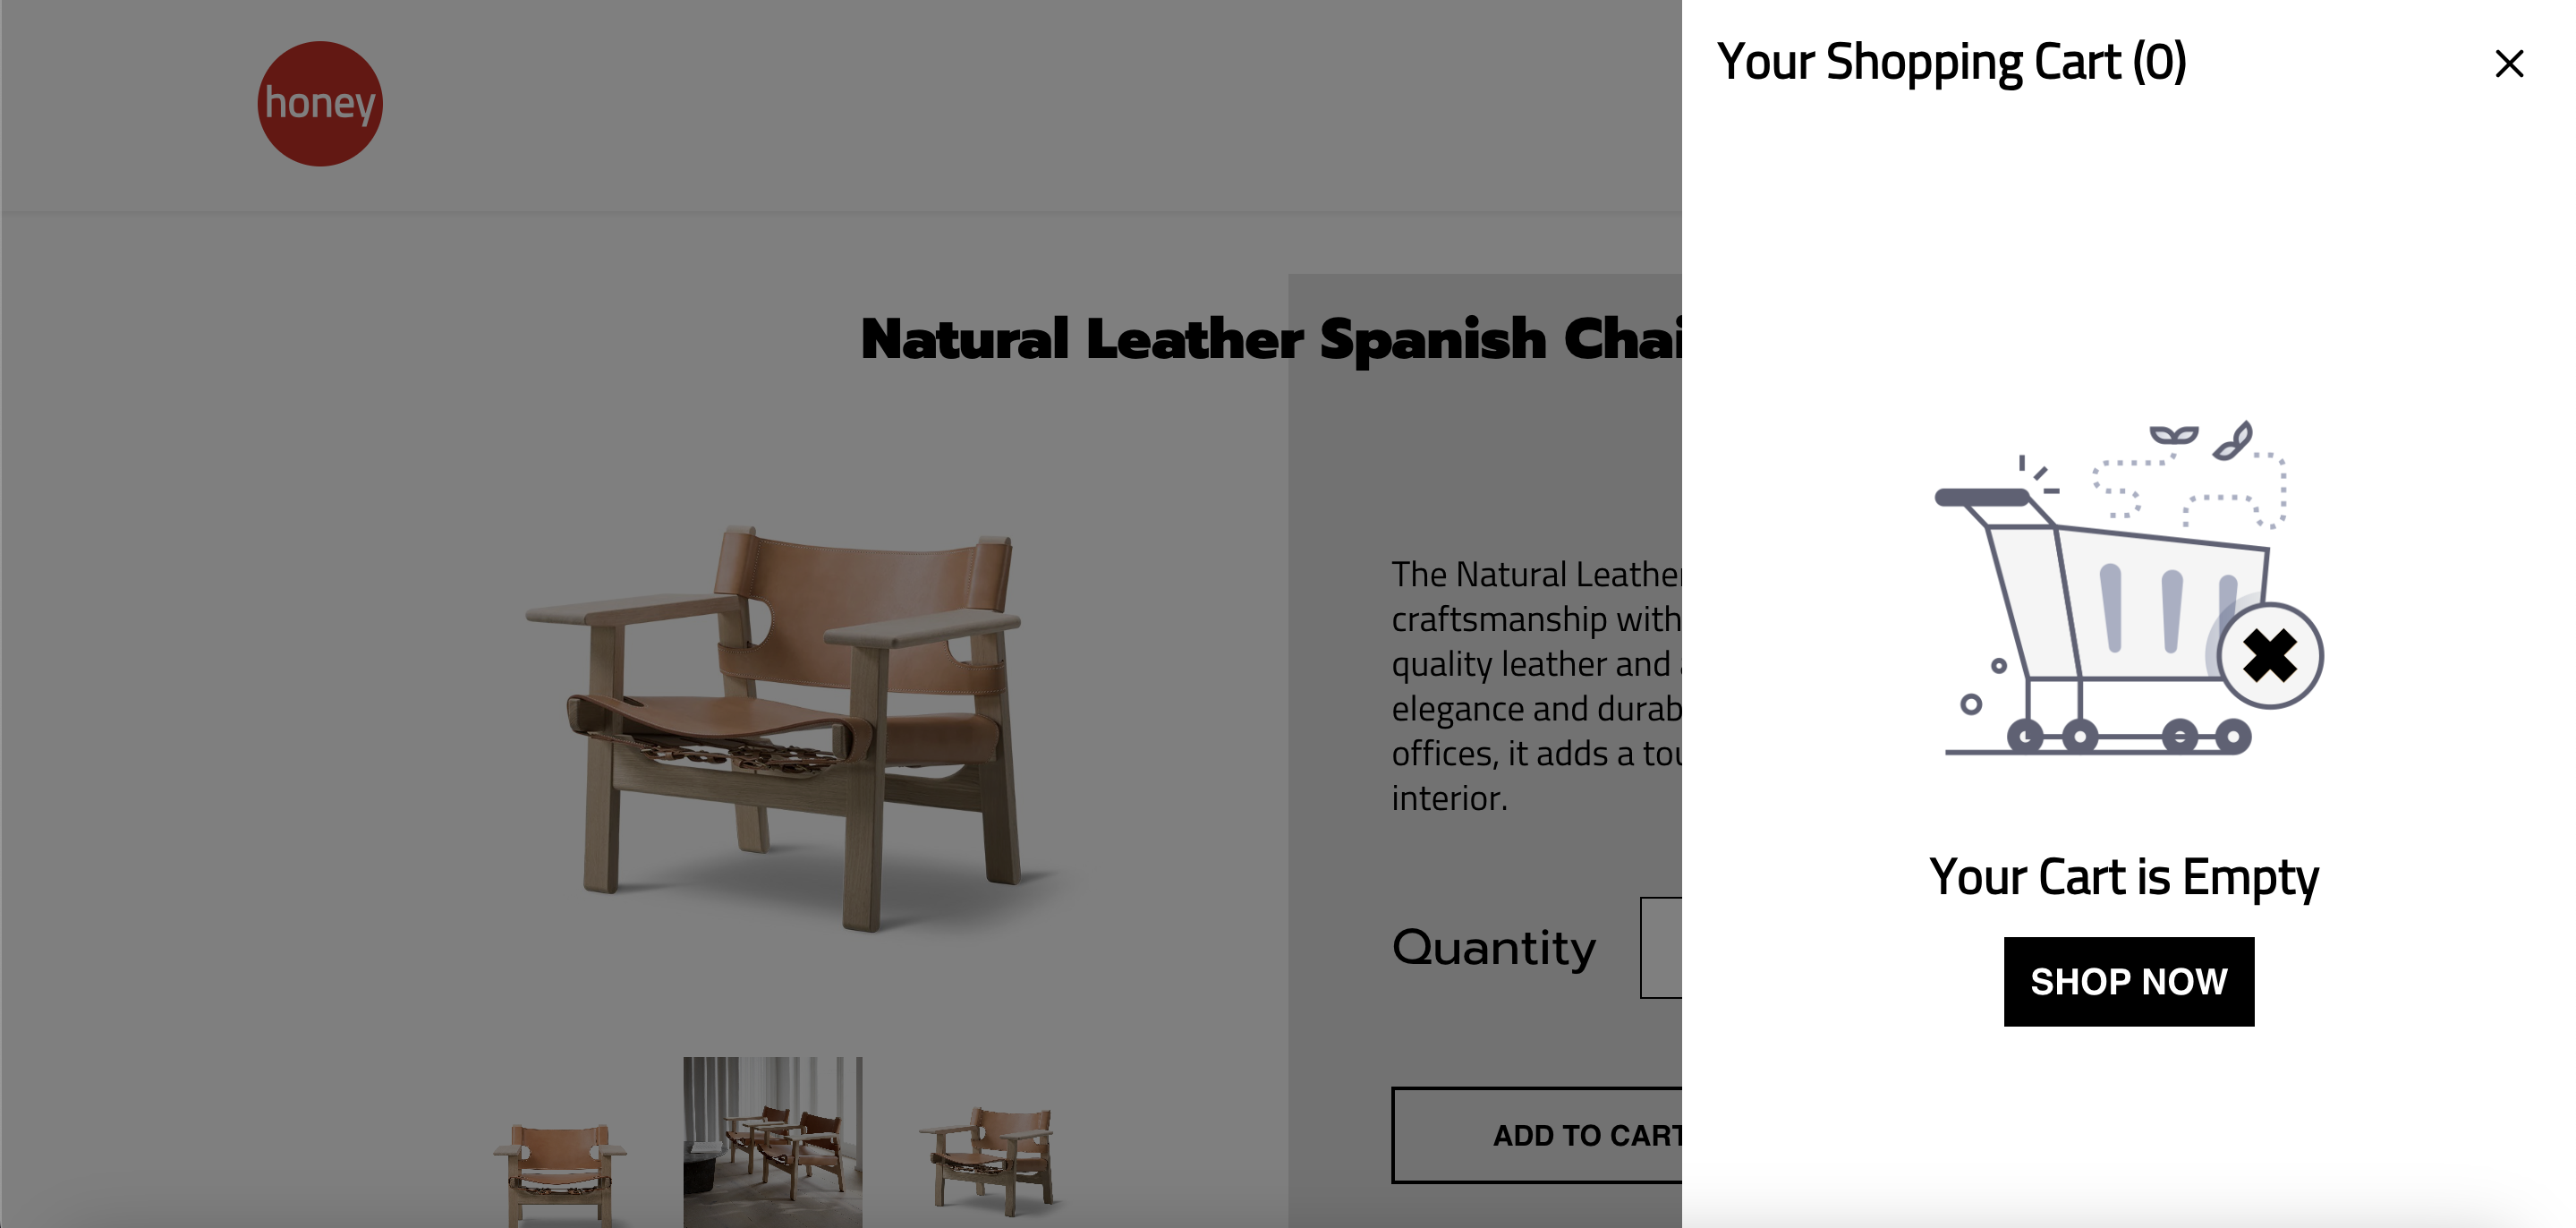 honey
Natural Leather Spanish Chai
The Natural Leather
craftsmanship with
quality leather and
elegance and durab
offices, it adds a tou
interior.
Quantity
ADD TO CART
Your Shopping Cart (0)
Your Cart is Empty
SHOP NOW